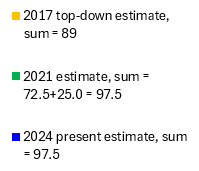 2017 top-down estimate,
sum = 89
2021 estimate, sum =
72.5+25.0 = 97.5
2024 present estimate, sum
= 97.5